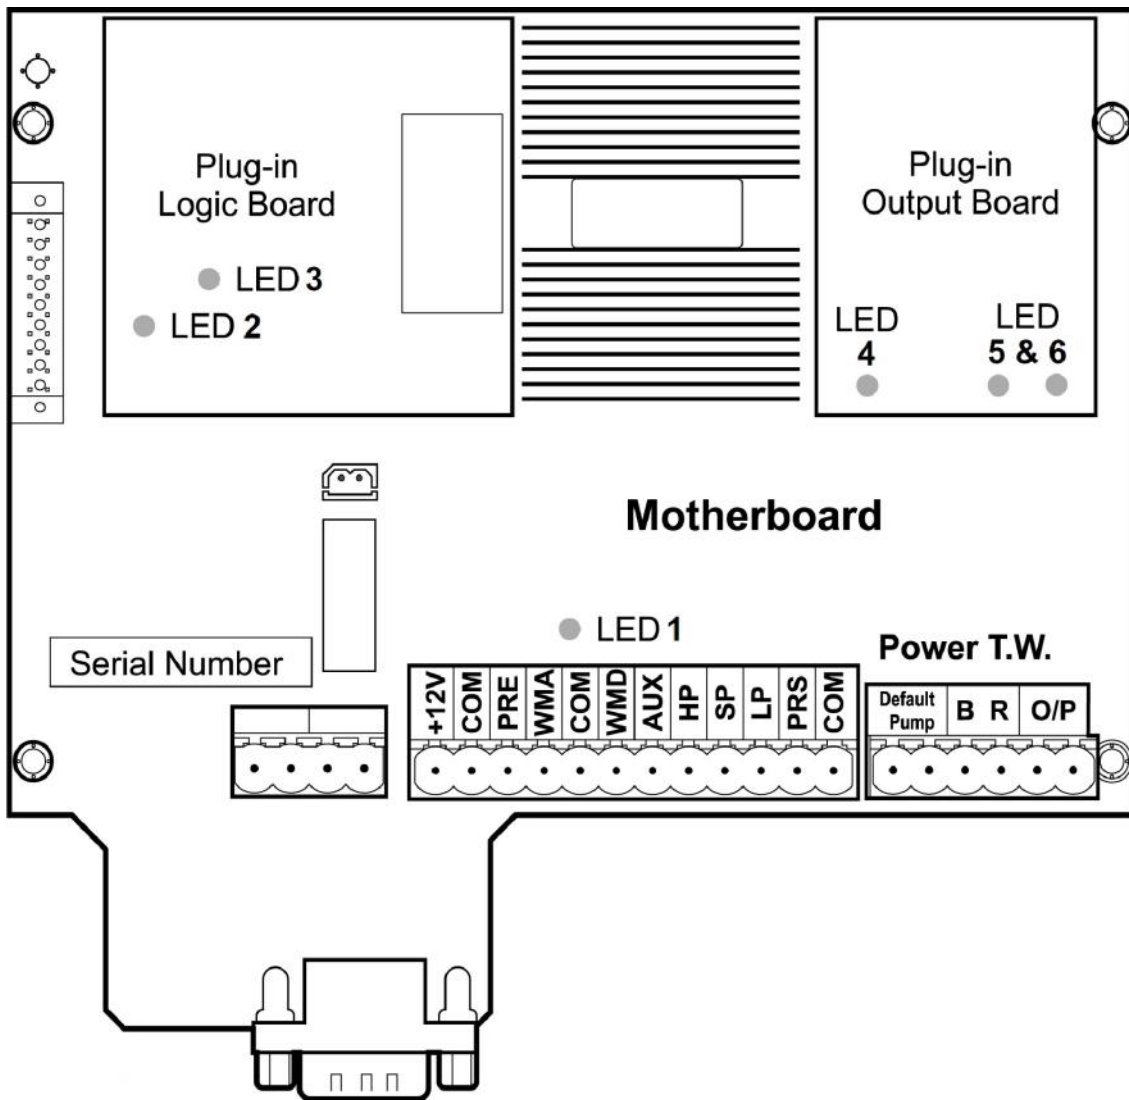 Plug-in
Logic Board
LED 3
LED 2
Plug-in
Output Board
LED
4
LED
5 & 6
Motherboard
LED 1
Serial Number
Power T.W.
+12V
COM
PRE
WMA
COM
WMD
AUX
HP
SP
LP
PRS
COM
Default
Pump
B R
O/P